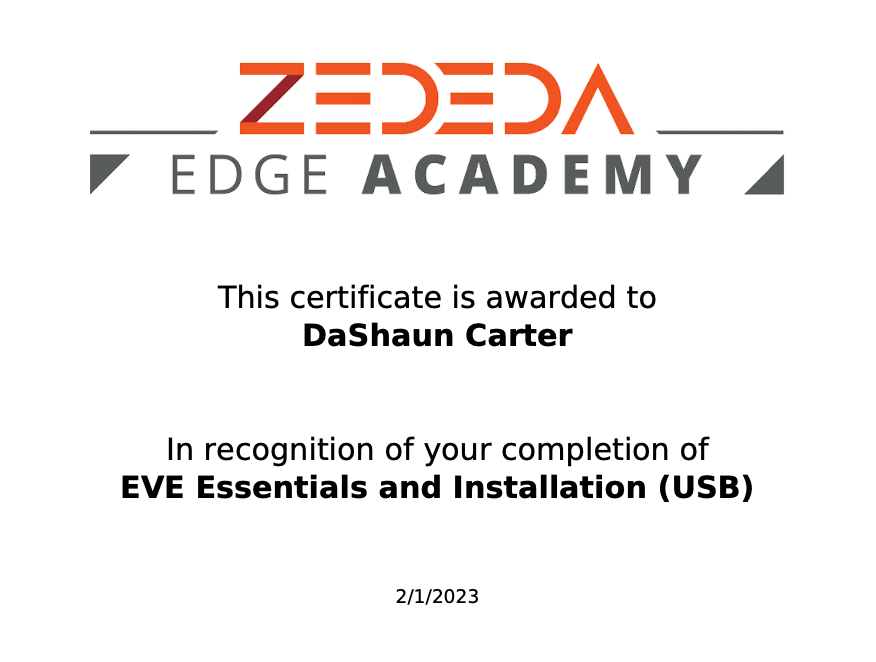 ZEDEDA
EDGE ACADEMY
This certificate is awarded to
DaShaun Carter
In recognition of your completion of
EVE Essentials and Installation (USB)
2/1/2023